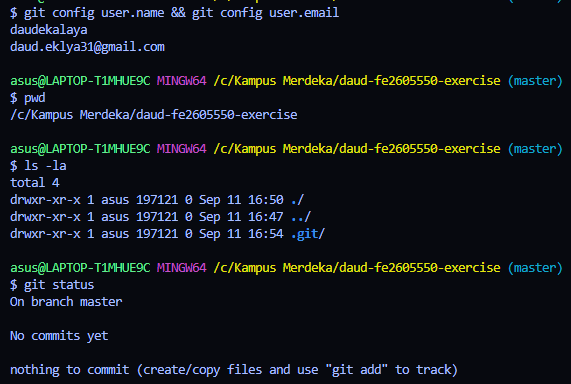 $ git config user.name && git config user.email
daudekalaya
daud.eklya31@gmail.com
asus@LAPTOP-T1MHUE9C MINGW64 /c/Kampus Merdeka/daud-fe2605550-exercise (master)
$ pwd
/c/Kampus Merdeka/daud-fe2605550-exercise
asus@LAPTOP-T1MHUE9C MINGW64 /c/Kampus Merdeka/daud-fe2605550-exercise (master)
$ ls -la
total 4
drwxr-xr-x 1 asus 197121 0 Sep 11 16:50 ./
drwxr-xr-x 1 asus 197121 0 Sep 11 16:47 ../
drwxr-xr-x 1 asus 197121 0 Sep 11 16:54 .git/
asus@LAPTOP-T1MHUE9C MINGW64 /c/Kampus Merdeka/daud-fe2605550-exercise (master)
$ git status
On branch master
No commits yet
nothing to commit (create/copy files and use "git add" to track)